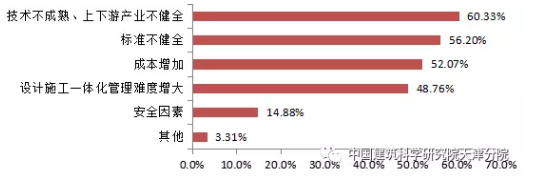 技术不成熟、上下游产业不健全 60.33%
标准不健全 56.20%
成本增加 52.07%
设计施工一体化管理难度增大 48.76%
安全因素 14.88%
其他 3.31%
中国建筑科学研究院天津分院
0.0% 10.0% 20.0% 30.0% 40.0% 50.0% 60.0% 70.0%